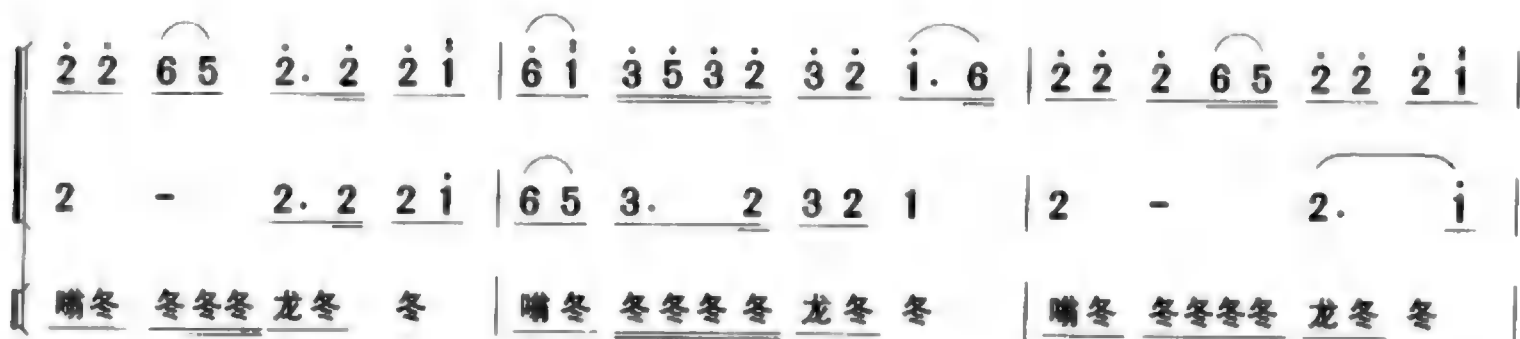 2̇ 2̇ 6 5 2̇. 2̇ 2̇ 1̇ | 6 1̇ 3̇ 5̇ 3̇ 2̇ 3̇ 2̇ 1̇. 6 | 2̇ 2̇ 2̇ 6 5 2̇ 2̇ 2̇ 1̇ |
2 - 2. 2 2 1̇ | 6 5 3. 2 3 2 1 | 2 - 2. 1̇ |
嘣冬 冬冬冬 龙冬 冬 | 嘣冬 冬冬冬冬 龙冬 冬 | 嘣冬 冬冬冬冬 龙冬 冬 |